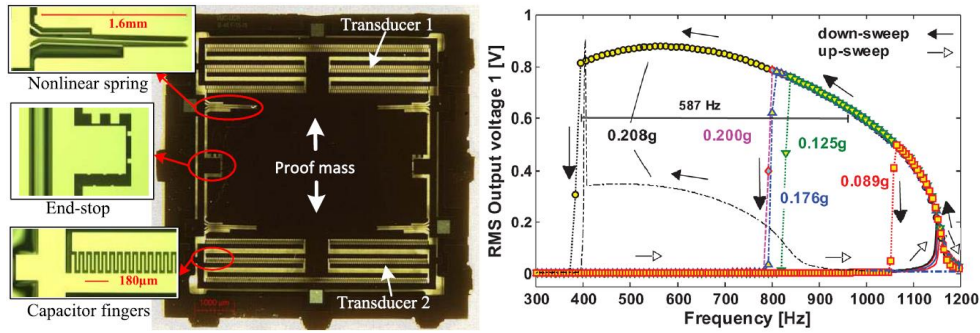 1.6mm
Nonlinear spring
End-stop
180μm
Capacitor fingers
Transducer 1
Proof mass
Transducer 2
1000 μm
RMS Output voltage 1 [V]
1
0.8
0.6
0.4
0.2
0
down-sweep
up-sweep
587 Hz
0.208g
0.200g
0.125g
0.176g
0.089g
300 400 500 600 700 800 900 1000 1100 1200
Frequency [Hz]